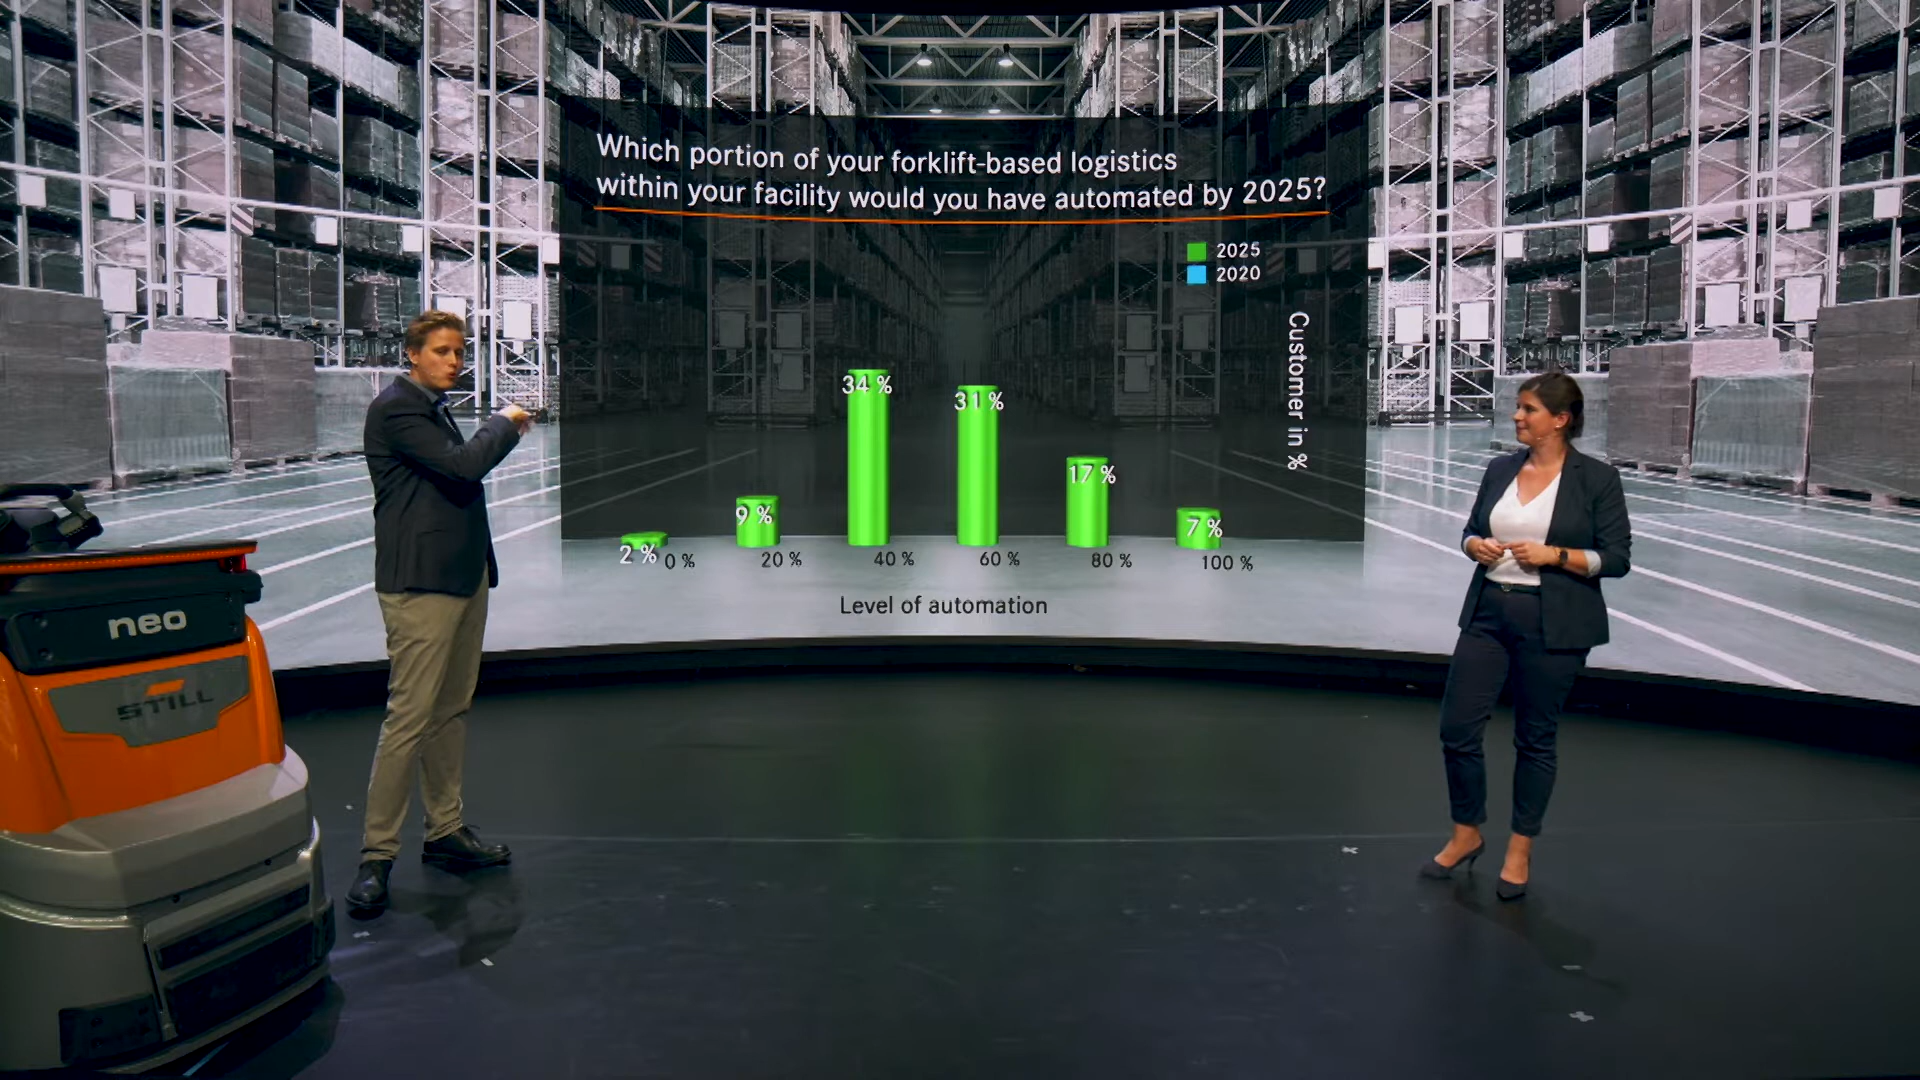 Which portion of your forklift-based logistics
within your facility would you have automated by 2025?
2025
2020
Customer in %
34 %
31 %
17 %
9 %
7 %
2 %
0 %
20 %
40 %
60 %
80 %
100 %
Level of automation
neo
STILL